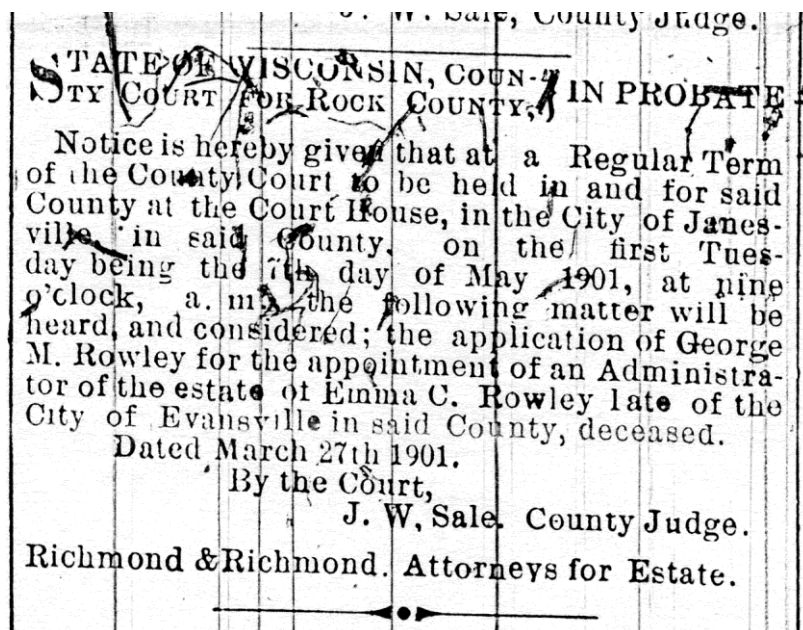 J. W. Sale, County Judge.
STATE OF WISCONSIN, COUN-
TY COURT FOR ROCK COUNTY, } IN PROBATE
Notice is hereby given that at a Regular Term
of the County Court to be held in and for said
County at the Court House, in the City of Janes-
ville in said County, on the first Tues-
day being the 7th day of May 1901, at nine
o'clock, a. m., the following matter will be
heard and considered; the application of George
M. Rowley for the appointment of an Administra-
tor of the estate of Emma C. Rowley late of the
City of Evansville in said County, deceased.
Dated March 27th 1901.
By the Court,
J. W, Sale. County Judge.
Richmond & Richmond. Attorneys for Estate.